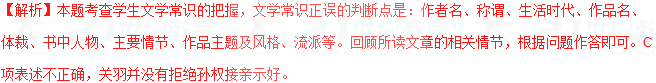 【解析】本题考查学生文学常识的把握，文学常识正误的判断点是：作者名、称谓、生活时代、作品名、
体裁、书中人物、主要情节、作品主题及风格、流派等。回顾所读文章的相关情节，根据问题作答即可。C
项表述不正确，关羽并没有拒绝孙权接亲示好。